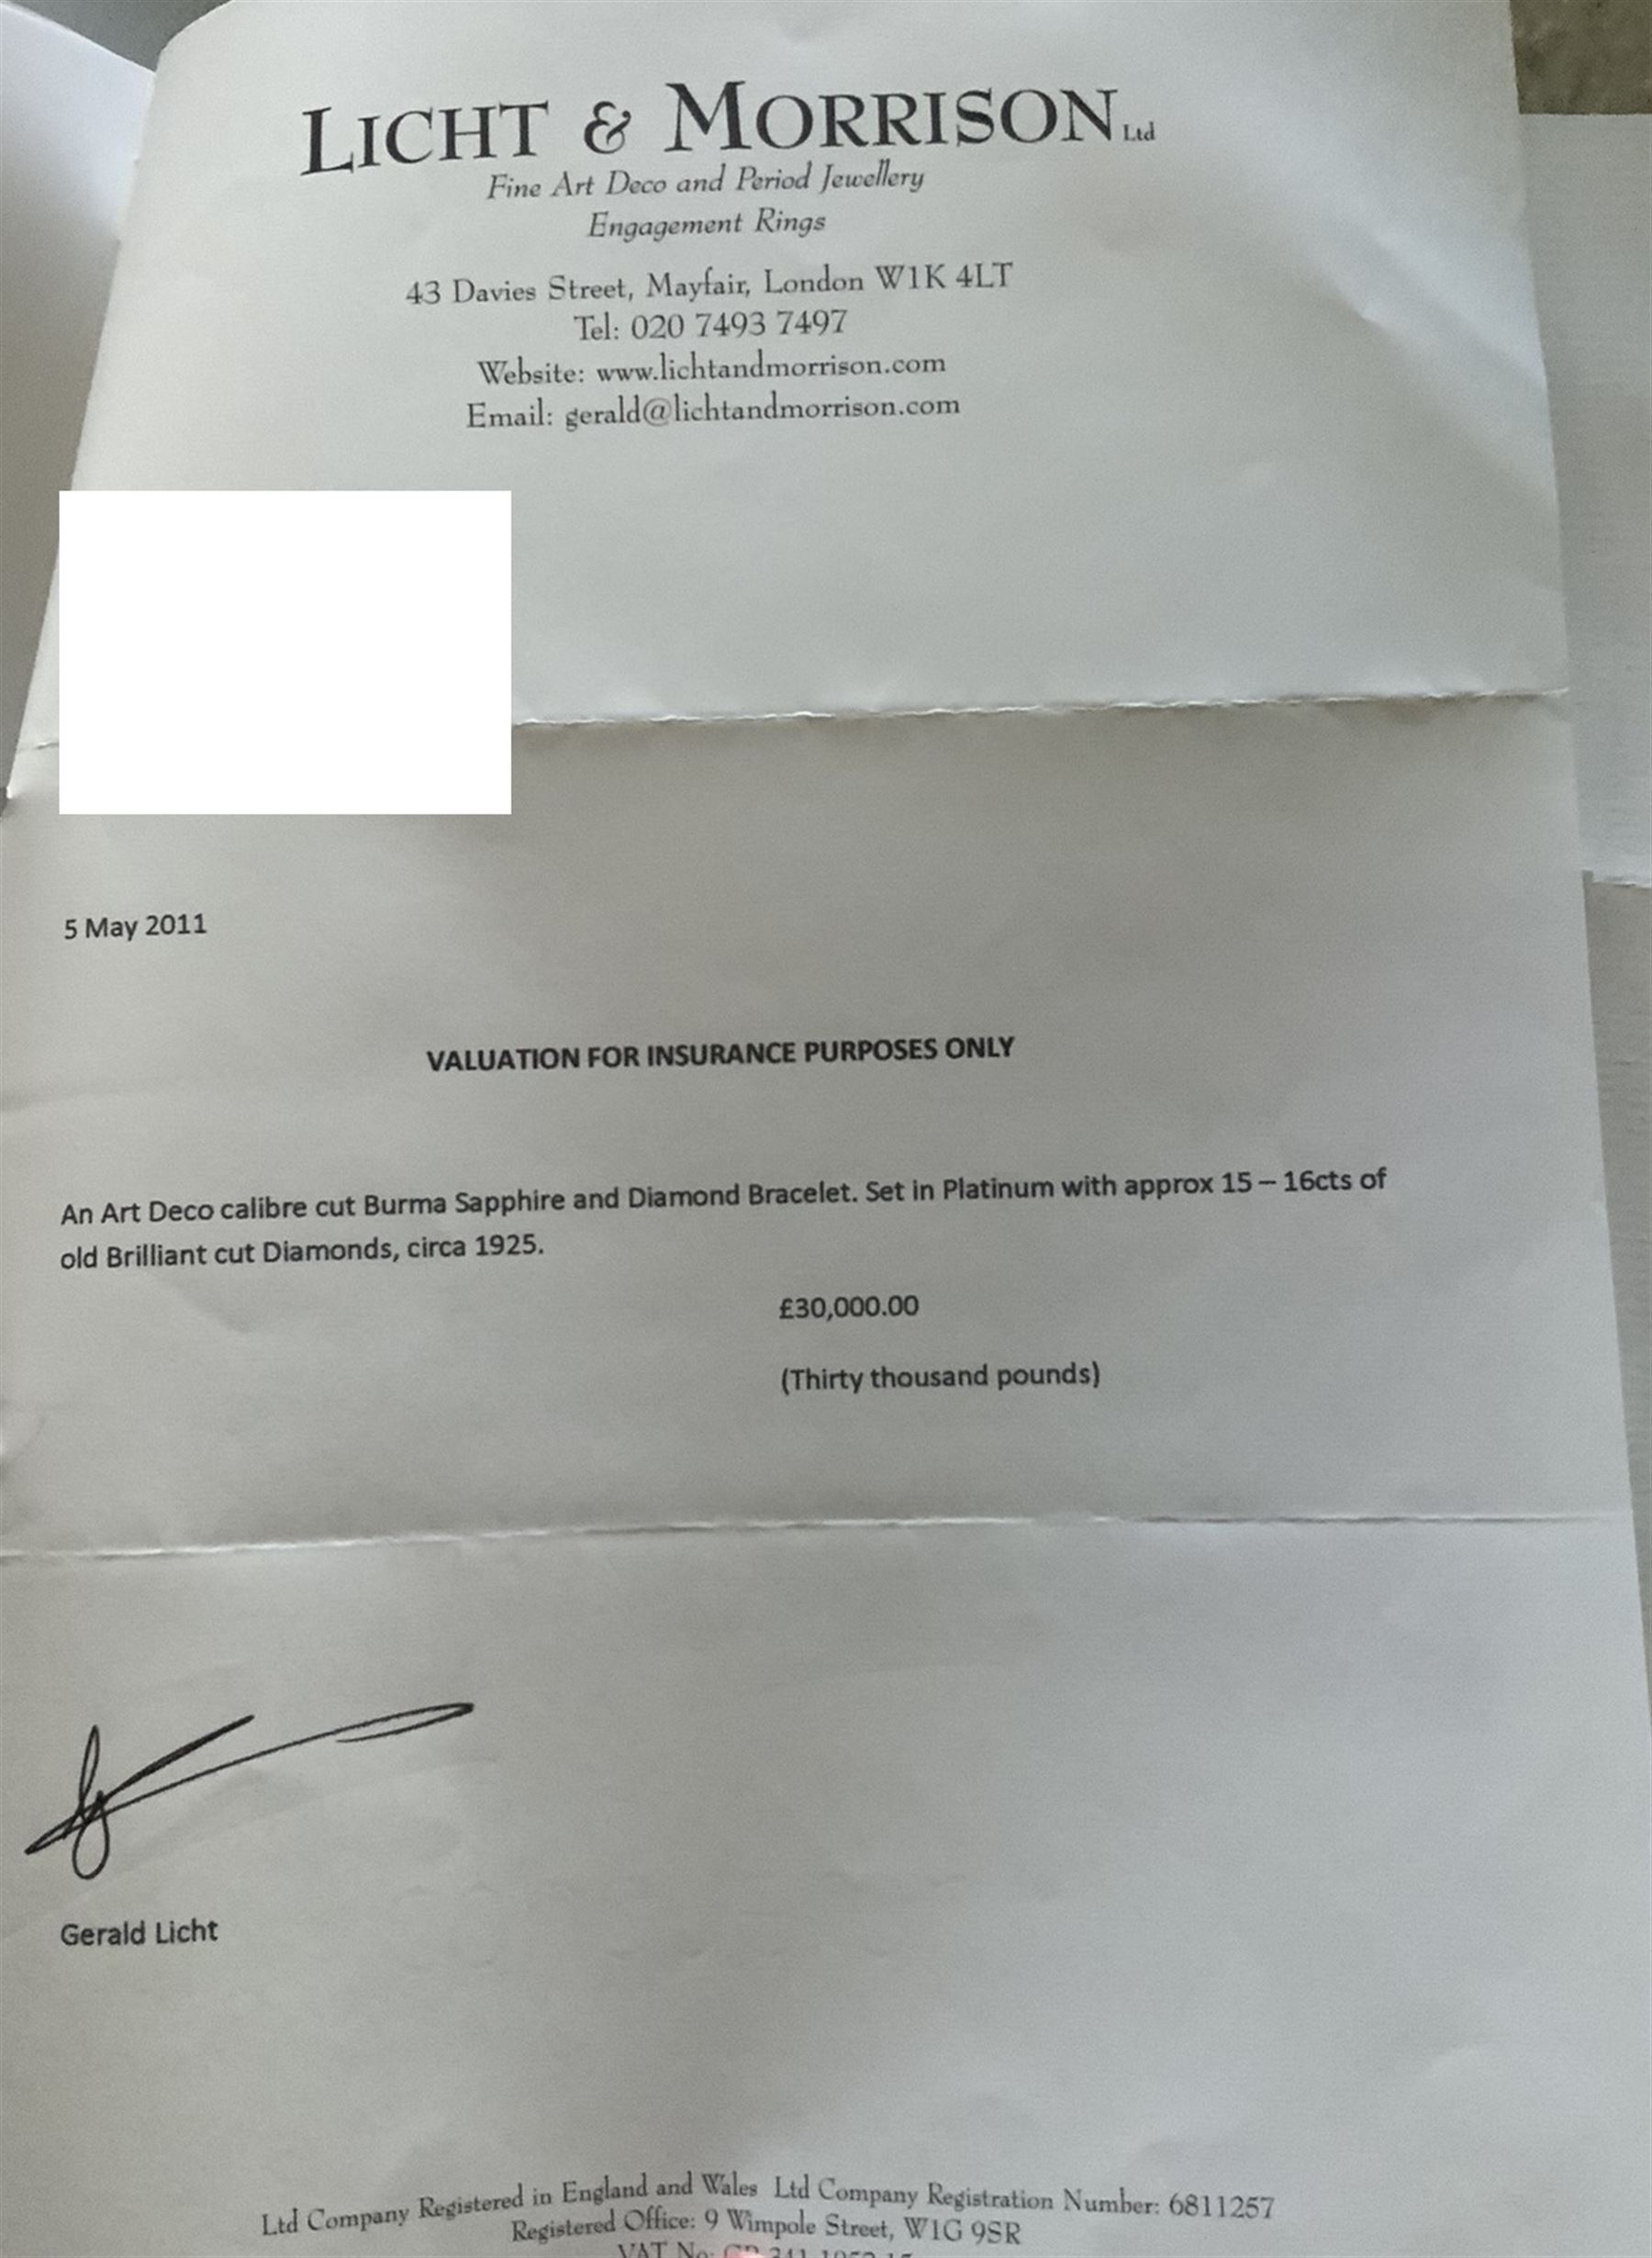 LICHT & MORRISON Ltd
Fine Art Deco and Period Jewellery
Engagement Rings
43 Davies Street, Mayfair, London W1K 4LT
Tel: 020 7493 7497
Website: www.lichtandmorrison.com
Email: gerald@lichtandmorrison.com
5 May 2011
VALUATION FOR INSURANCE PURPOSES ONLY
An Art Deco calibre cut Burma Sapphire and Diamond Bracelet. Set in Platinum with approx 15 – 16cts of
old Brilliant cut Diamonds, circa 1925.
£30,000.00
(Thirty thousand pounds)
Gerald Licht
Ltd Company Registered in England and Wales Ltd Company Registration Number: 6811257
Registered Office: 9 Wimpole Street, W1G 9SR
VAT No: